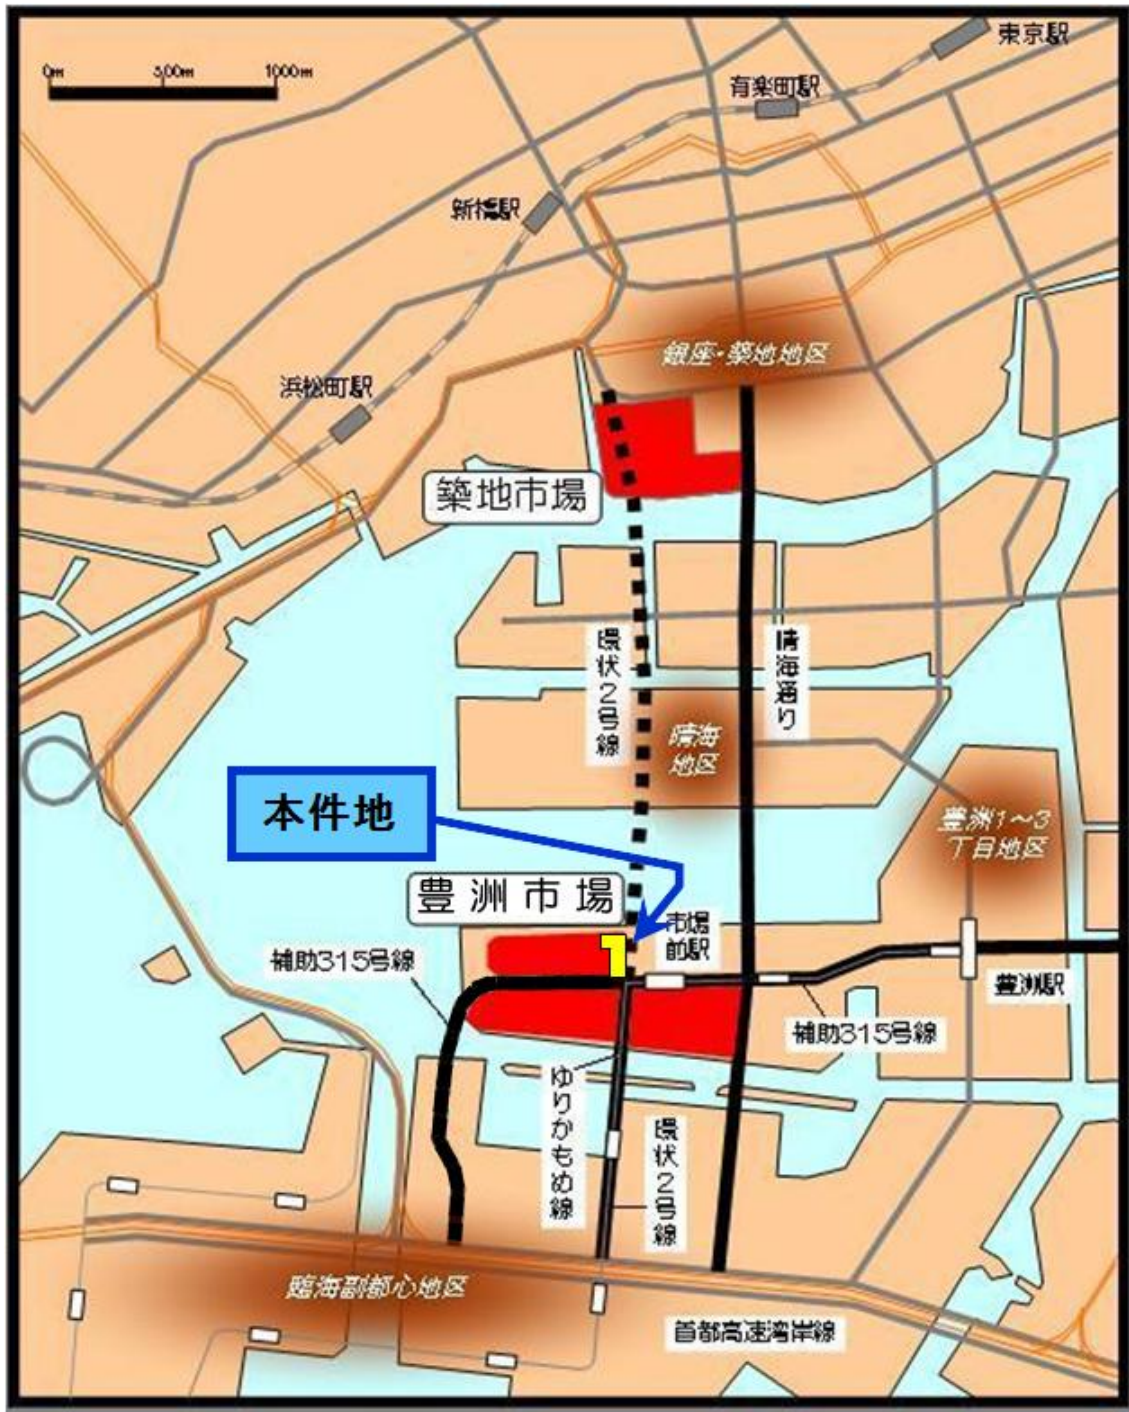 東京駅
0m 500m 1000m
有楽町駅
新橋駅
銀座・築地地区
浜松町駅
築地市場
環状2号線
晴海通り
晴海
地区
本件地
豊洲1～3
丁目地区
豊洲市場
市場
前駅
補助315号線
豊洲駅
補助315号線
ゆりかもめ線
環状2号線
臨海副都心地区
首都高速湾岸線